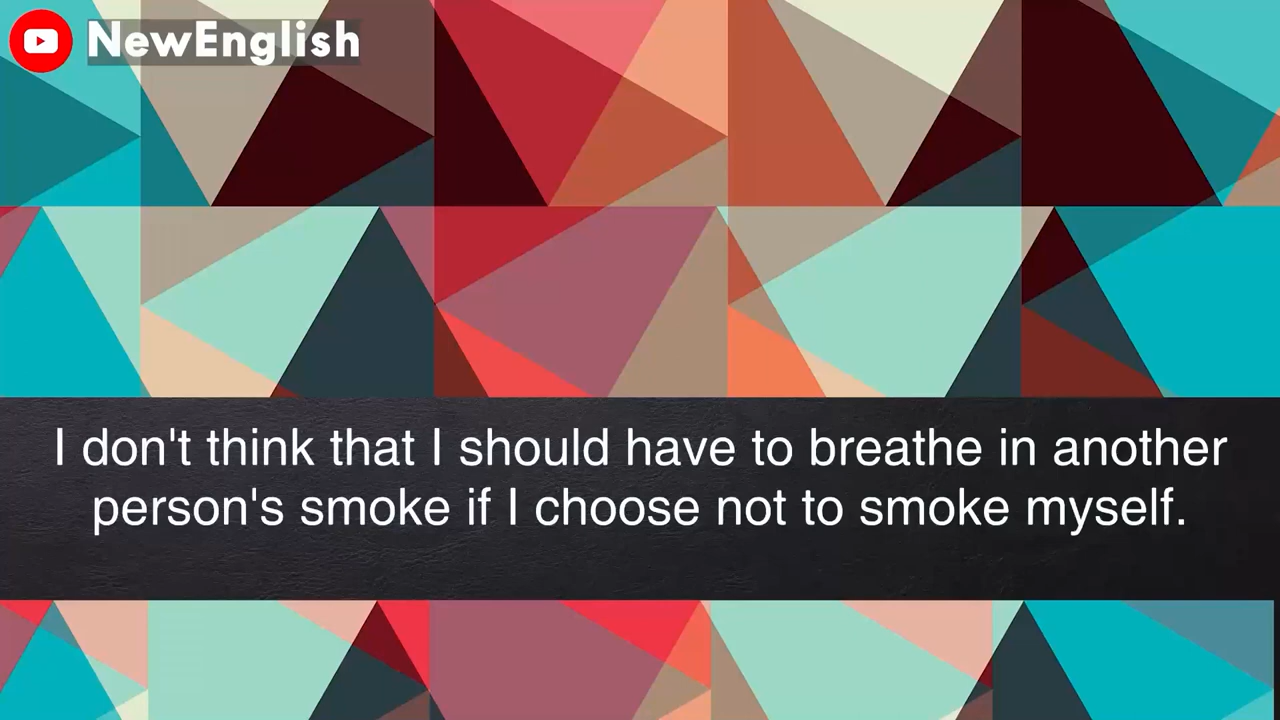 NewEnglish
I don't think that I should have to breathe in another
person's smoke if I choose not to smoke myself.